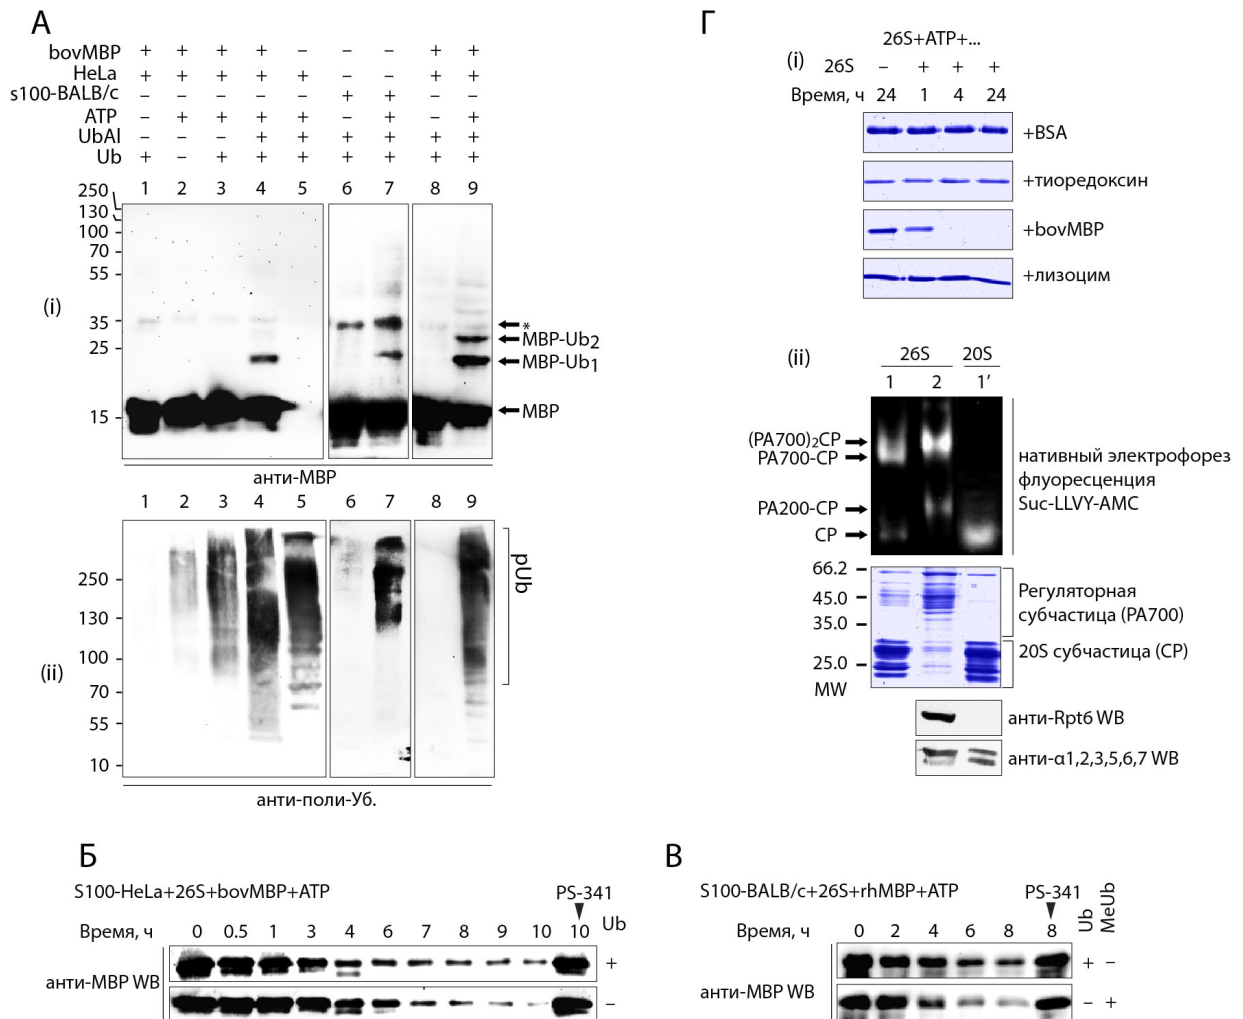 А
bovMBP + + + + – – – + +
HeLa + + + + + – – + +
s100-BALB/c – – – – – + + – –
ATP – + + + + – + – +
UbAl – – – + + + + + +
Ub + – + + + + + + +
1 2 3 4 5 6 7 8 9
250
130
100
70
55
35
25
15
(i)
*
MBP-Ub2
MBP-Ub1
MBP
анти-MBP
1 2 3 4 5 6 7 8 9
250
130
100
70
55
10
(ii)
pUb
анти-поли-Уб.
Г
26S+ATP+...
(i)
26S – + + +
Время, ч 24 1 4 24
+BSA
+тиоредоксин
+bovMBP
+лизоцим
(ii)
26S 20S
1 2 1’
(PA700)2CP
PA700-CP
PA200-CP
CP
нативный электрофорез
флуоресценция
Suc-LLVY-AMC
66.2
45.0
35.0
25.0
MW
Регуляторная
субчастица (PA700)
20S субчастица (CP)
анти-Rpt6 WB
анти-α1,2,3,5,6,7 WB
Б
S100-HeLa+26S+bovMBP+ATP
PS-341
Время, ч 0 0.5 1 3 4 6 7 8 9 10 10 Ub
анти-MBP WB
+
–
В
S100-BALB/c+26S+rhMBP+ATP
PS-341
Время, ч 0 2 4 6 8 8 Ub MeUb
анти-MBP WB
+ –
– +